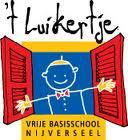 't Luikertje
VRIJE BASISSCHOOL
NIJVERSEEL